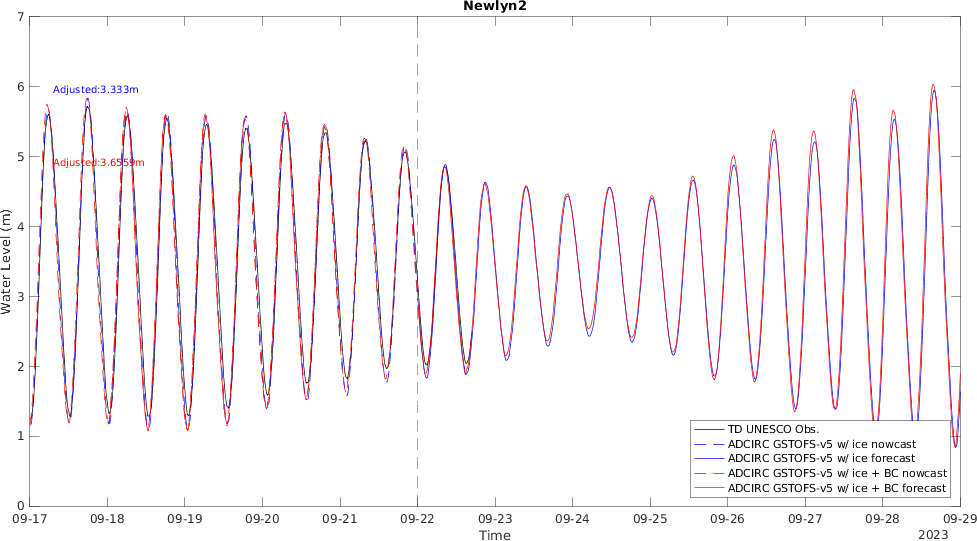 Newlyn2
7
6
5
4
3
2
1
0
Water Level (m)
Adjusted:3.333m
Adjusted:3.6559m
TD UNESCO Obs.
ADCIRC GSTOFS-v5 w/ ice nowcast
ADCIRC GSTOFS-v5 w/ ice forecast
ADCIRC GSTOFS-v5 w/ ice + BC nowcast
ADCIRC GSTOFS-v5 w/ ice + BC forecast
09-17 09-18 09-19 09-20 09-21 09-22 09-23 09-24 09-25 09-26 09-27 09-28 09-29
Time
2023